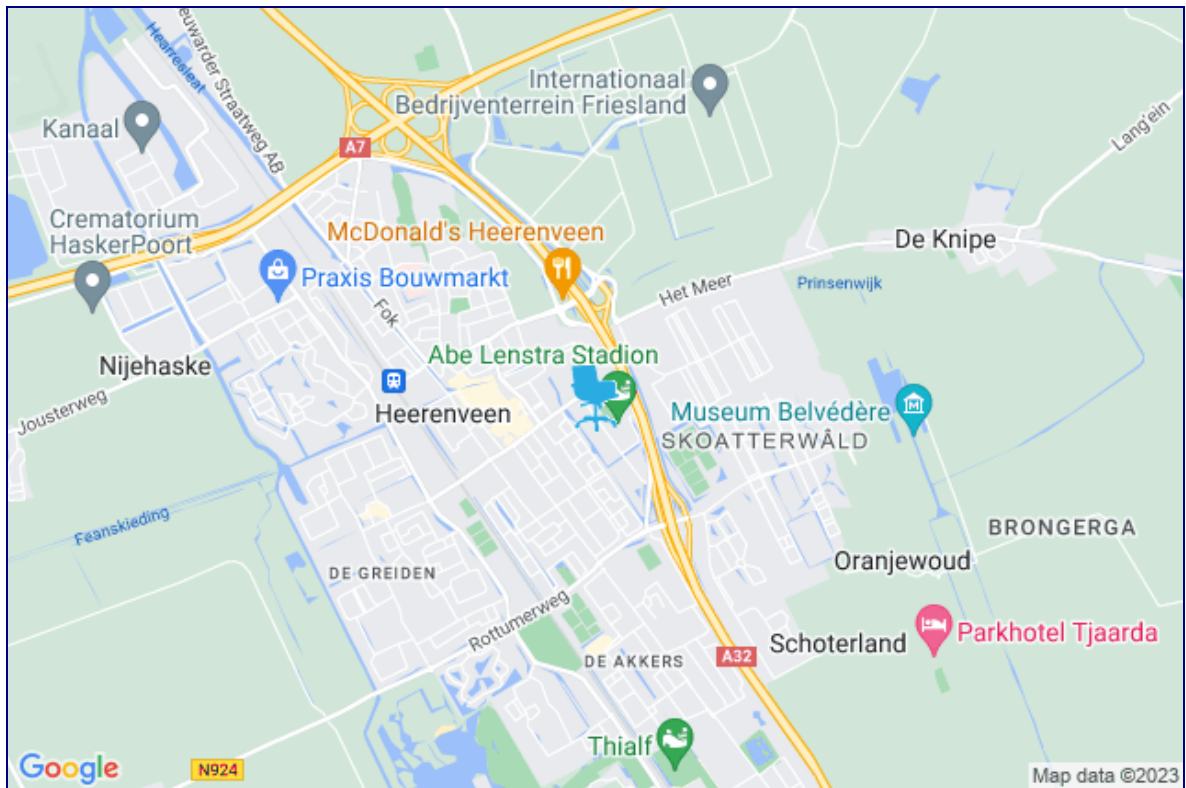 Hearresleat
euwarder Straatweg AB
Internationaal
Bedrijventerrein Friesland
Kanaal
A7
Lang'ein
Crematorium
HaskerPoort
McDonald's Heerenveen
De Knipe
Praxis Bouwmarkt
Het Meer
Prinsenwijk
Fok
Nijehaske
Abe Lenstra Stadion
Jousterweg
Heerenveen
Museum Belvédère
SKOATTERWÂLD
Feanskieding
BRONGERGA
Oranjewoud
DE GREIDEN
Rottumerweg
Schoterland
Parkhotel Tjaarda
DE AKKERS
A32
Thialf
Google
N924
Map data ©2023